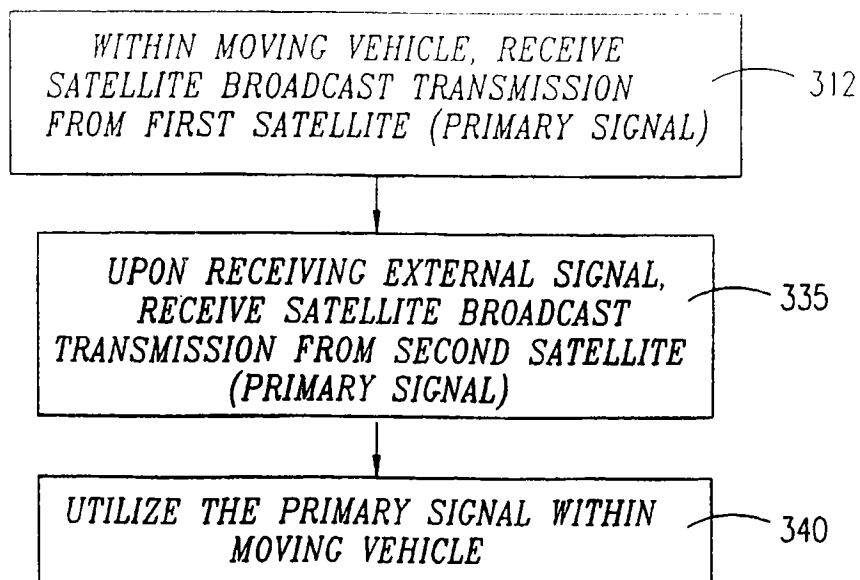 WITHIN MOVING VEHICLE, RECEIVE
SATELLITE BROADCAST TRANSMISSION
FROM FIRST SATELLITE (PRIMARY SIGNAL)
312
UPON RECEIVING EXTERNAL SIGNAL,
RECEIVE SATELLITE BROADCAST
TRANSMISSION FROM SECOND SATELLITE
(PRIMARY SIGNAL)
335
UTILIZE THE PRIMARY SIGNAL WITHIN
MOVING VEHICLE
340